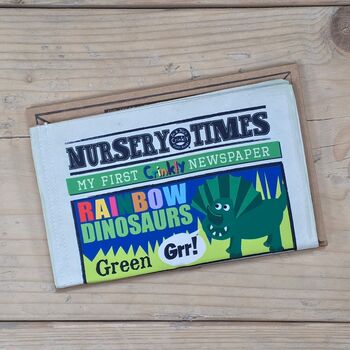 NURSERY TIMES
MY FIRST Crinkly NEWSPAPER
RAINBOW
DINOSAURS
Green
Grr!